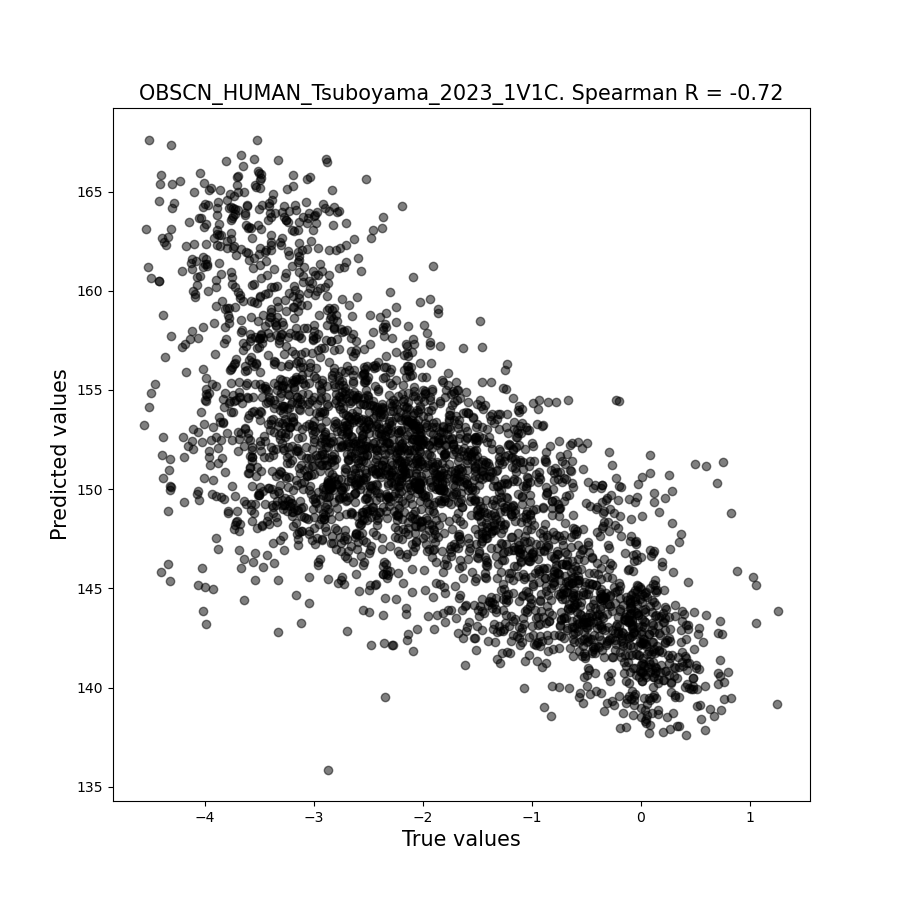 OBSCN_HUMAN_Tsuboyama_2023_1V1C. Spearman R = -0.72
165
160
155
150
145
140
135
Predicted values
−4 −3 −2 −1 0 1
True values